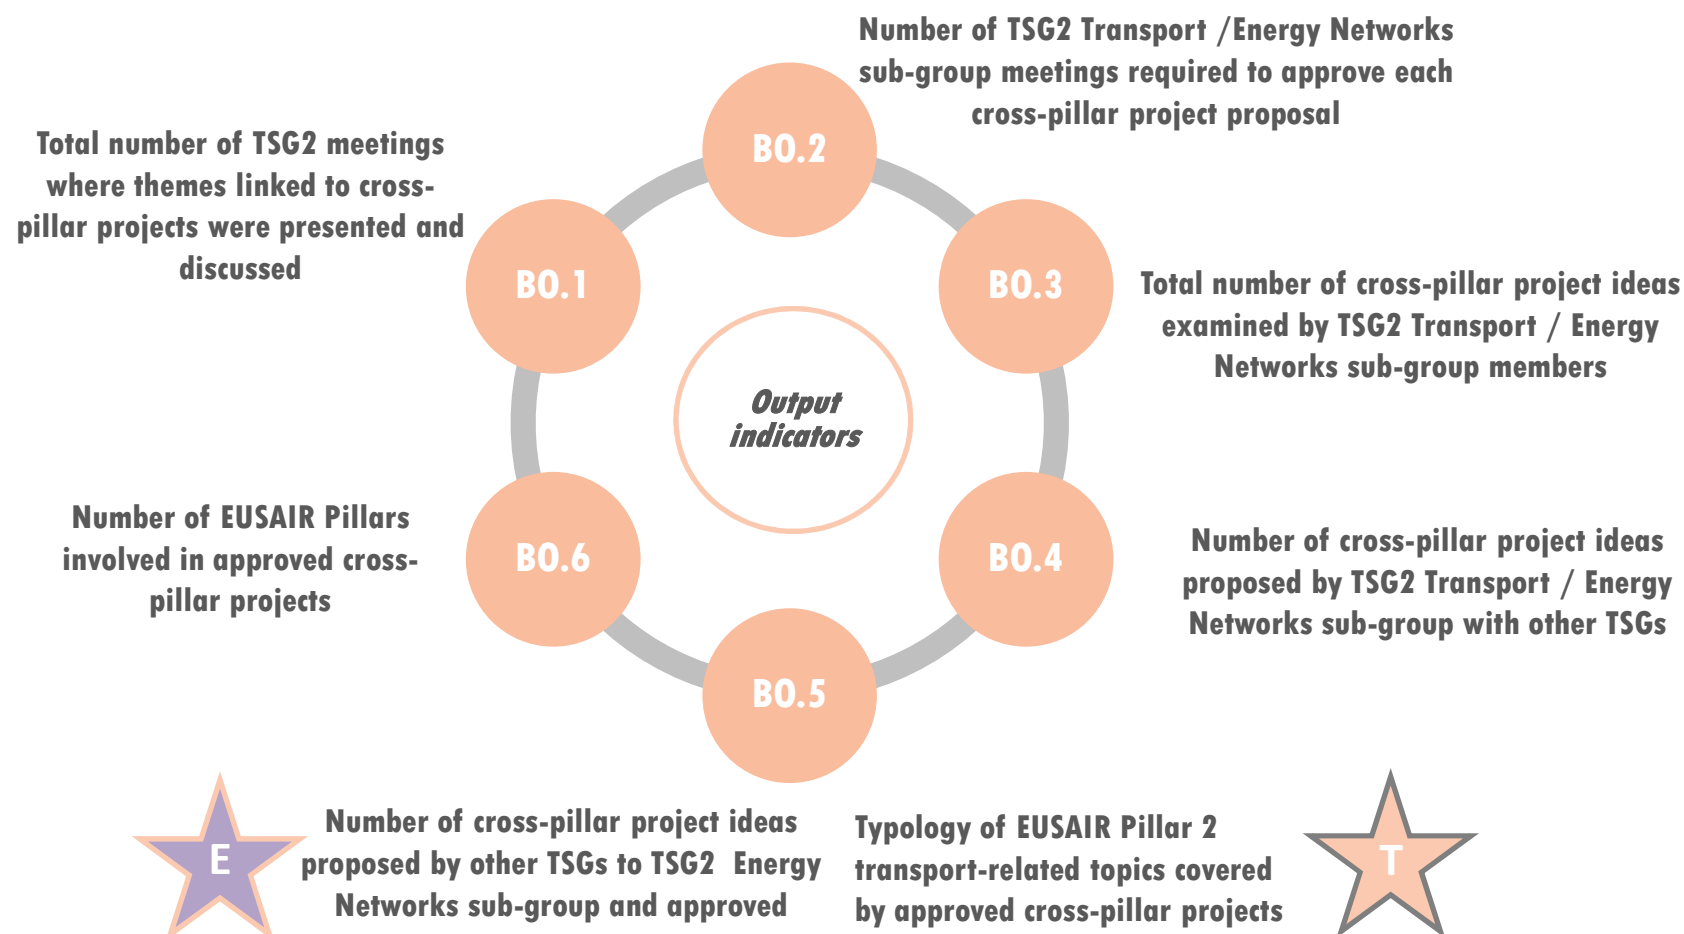 Number of TSG2 Transport /Energy Networks
sub-group meetings required to approve each
cross-pillar project proposal
Total number of TSG2 meetings
where themes linked to cross-
pillar projects were presented and
discussed
BO.2
BO.1
BO.3
Total number of cross-pillar project ideas
examined by TSG2 Transport / Energy
Networks sub-group members
Output
indicators
Number of EUSAIR Pillars
involved in approved cross-
pillar projects
BO.6
BO.4
Number of cross-pillar project ideas
proposed by TSG2 Transport / Energy
Networks sub-group with other TSGs
BO.5
E
Number of cross-pillar project ideas
proposed by other TSGs to TSG2 Energy
Networks sub-group and approved
Typology of EUSAIR Pillar 2
transport-related topics covered
by approved cross-pillar projects
T